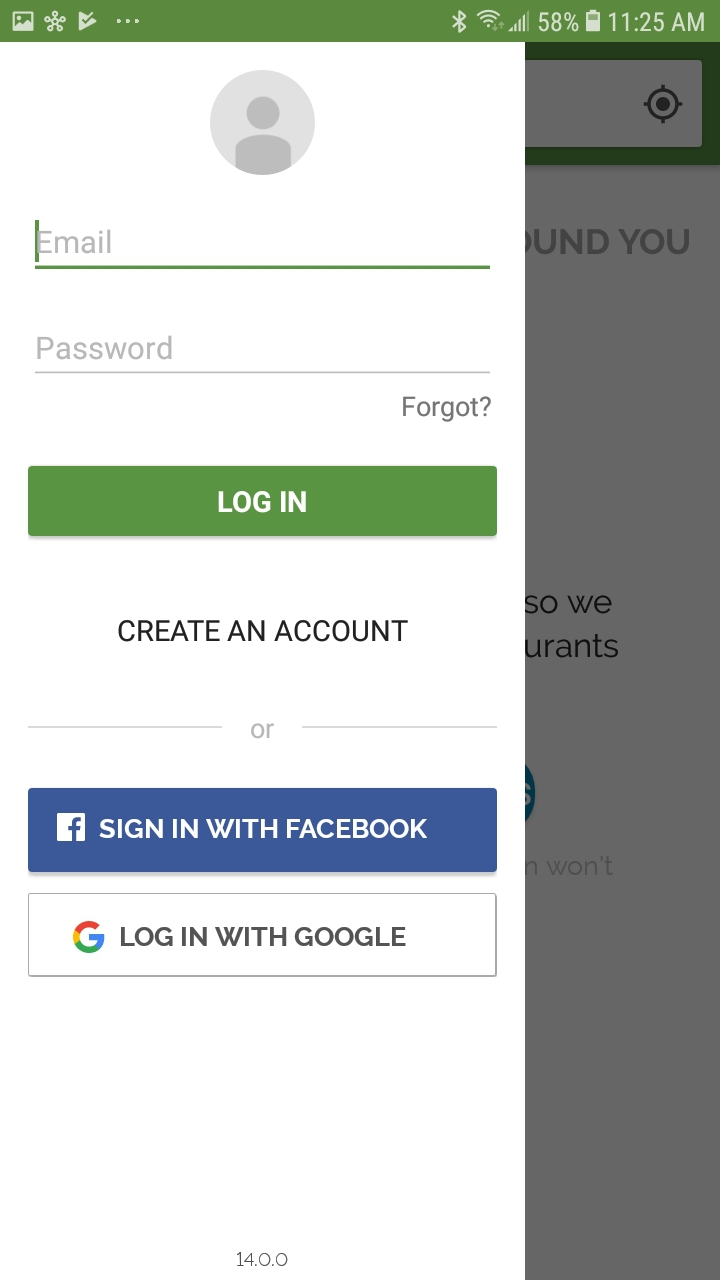 58% 11:25 AM
Email
Password
Forgot?
LOG IN
CREATE AN ACCOUNT
or
SIGN IN WITH FACEBOOK
LOG IN WITH GOOGLE
14.0.0
OUND YOU
so we
urants
s
n won't